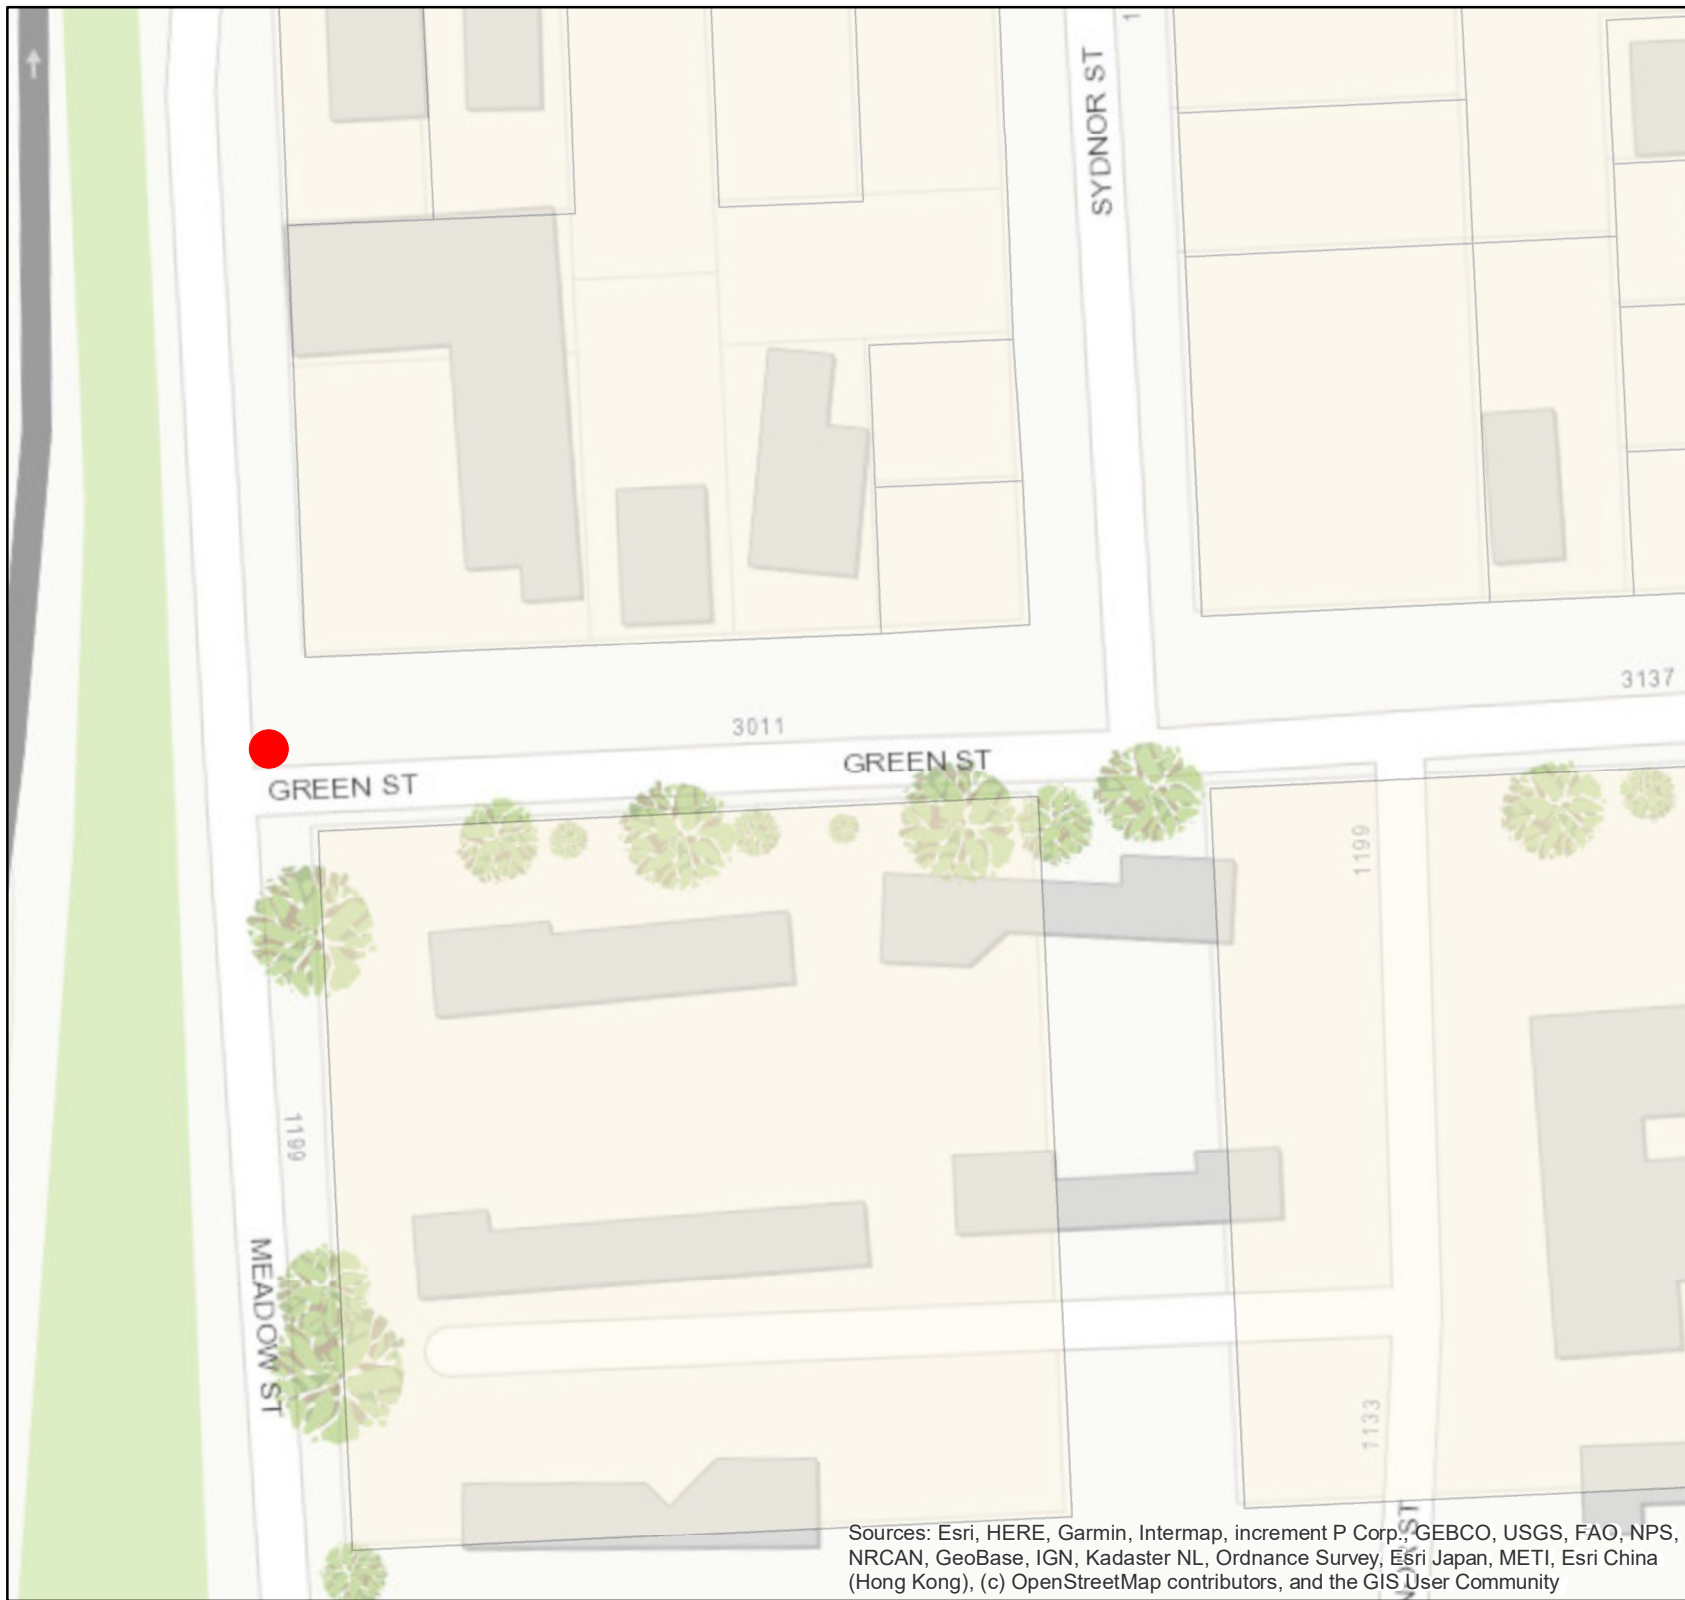 1
SYDNOR ST
3137
3011
GREEN ST
GREEN ST
1199
1199
MEADOW ST
1133
Sources: Esri, HERE, Garmin, Intermap, increment P Corp., GEBCO, USGS, FAO, NPS,
NRCAN, GeoBase, IGN, Kadaster NL, Ordnance Survey, Esri Japan, METI, Esri China
(Hong Kong), (c) OpenStreetMap contributors, and the GIS User Community